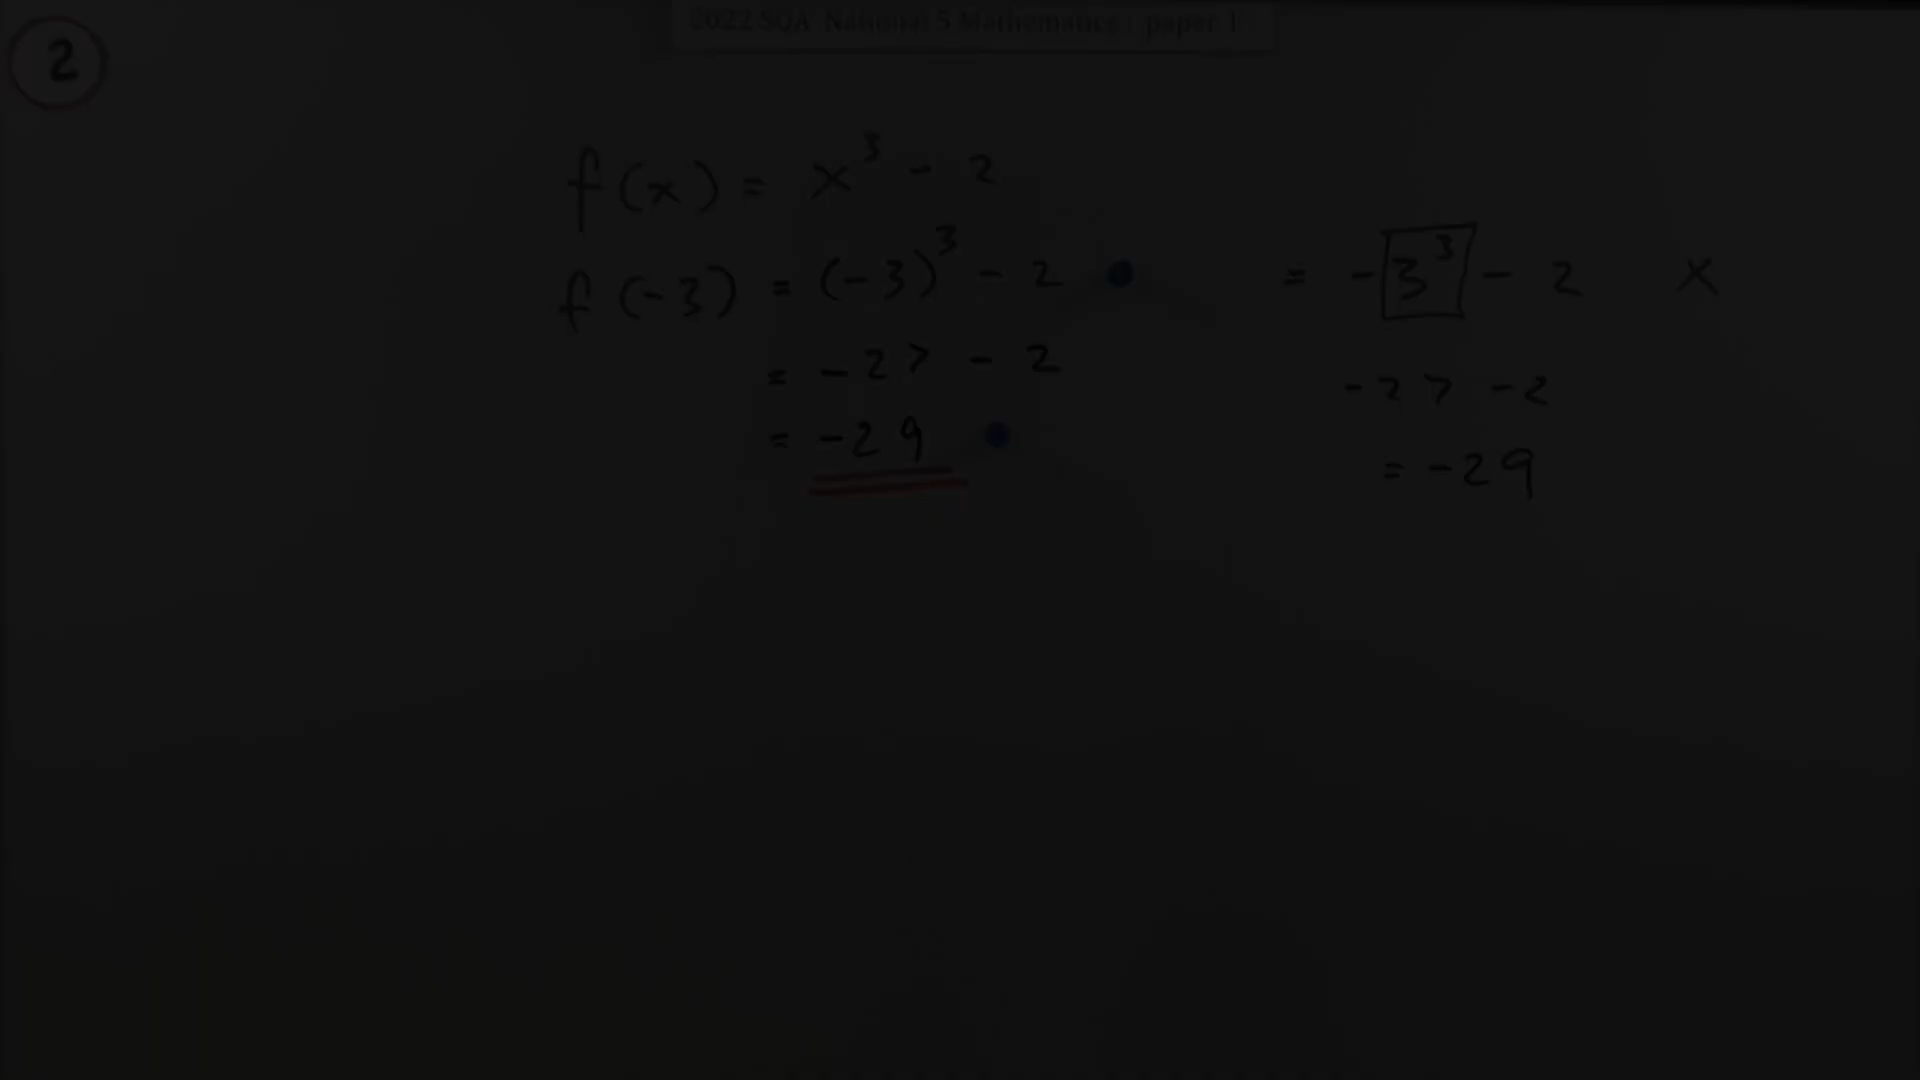 2022 SQA National 5 Mathematics : paper 1
2
f(x) = x³ - 2
f(-3) = (-3)³ - 2
= -27 - 2
= -29
= -3³ - 2 X
-27 -2
= -29